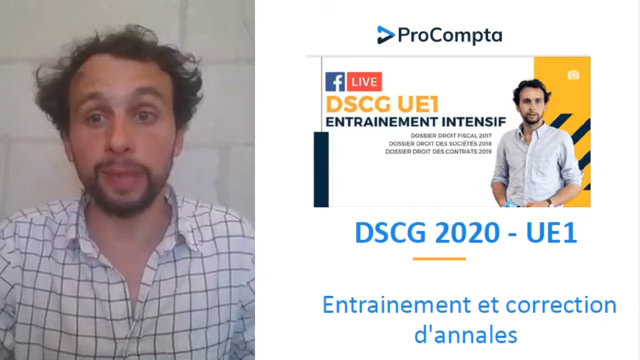 ProCompta
f LIVE
DSCG UE1
ENTRAINEMENT INTENSIF
DOSSIER DROIT FISCAL 2017
DOSSIER DROIT DES SOCIÉTÉS 2018
DOSSIER DROIT DES CONTRATS 2019
DSCG 2020 - UE1
Entrainement et correction
d'annales